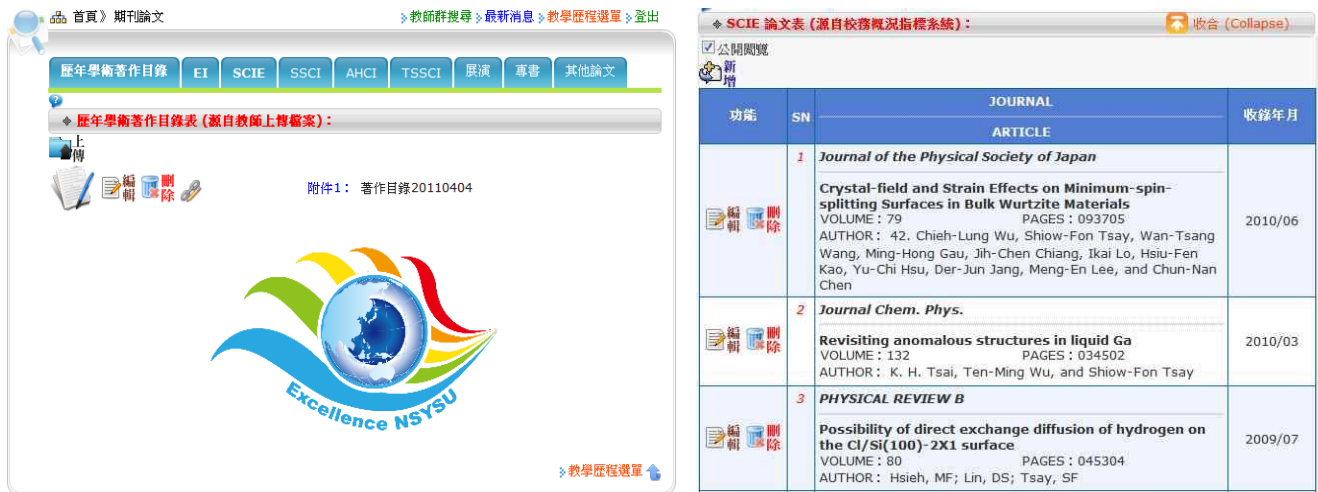 首頁》 期刊論文
教師群搜尋 最新消息 教學歷程選單 登出
歷年學術著作目錄 EI SCIE SSCI AHCI TSSCI 展演 專書 其他論文
歷年學術著作目錄表 (源自教師上傳檔案)：
上傳
編輯 刪除 附件1： 著作目錄20110404
Excellence NSYSU
教學歷程選單
SCIE 論文表 (源自校務概況指標系統)：
收合 (Collapse)
公開閱覽
新增
功能 SN JOURNAL 收錄年月
ARTICLE
1 Journal of the Physical Society of Japan
Crystal-field and Strain Effects on Minimum-spin-
splitting Surfaces in Bulk Wurtzite Materials
編輯 刪除 VOLUME：79 PAGES：093705 2010/06
AUTHOR： 42. Chieh-Lung Wu, Shiow-Fon Tsay, Wan-Tsang
Wang, Ming-Hong Gau, Jih-Chen Chiang, Ikai Lo, Hsiu-Fen
Kao, Yu-Chi Hsu, Der-Jun Jang, Meng-En Lee, and Chun-Nan
Chen
2 Journal Chem. Phys.
編輯 刪除 Revisiting anomalous structures in liquid Ga 2010/03
VOLUME：132 PAGES：034502
AUTHOR： K. H. Tsai, Ten-Ming Wu, and Shiow-Fon Tsay
3 PHYSICAL REVIEW B
編輯 刪除 Possibility of direct exchange diffusion of hydrogen on 2009/07
the Cl/Si(100)-2X1 surface
VOLUME：80 PAGES：045304
AUTHOR： Hsieh, MF; Lin, DS; Tsay, SF